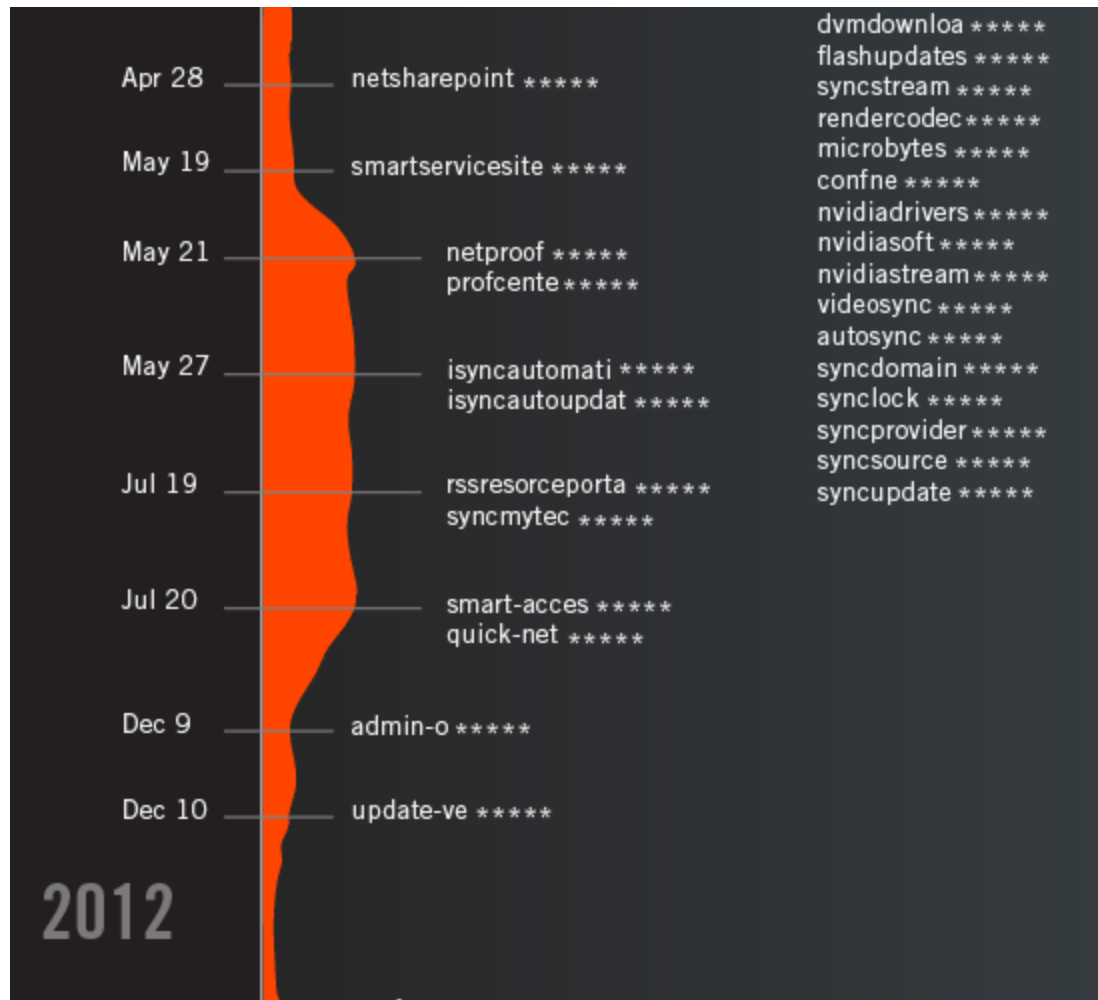 Apr 28 netsharepoint *****
May 19 smartservicesite *****
May 21 netproof *****
profcente *****
May 27 isyncautomati *****
isyncautoupdat *****
Jul 19 rssresorceporta *****
syncmytec *****
Jul 20 smart-acces *****
quick-net *****
Dec 9 admin-o *****
Dec 10 update-ve *****
2012
dvmdownloa *****
flashupdates *****
syncstream *****
rendercodec *****
microbytes *****
confne *****
nvidiadrivers *****
nvidiasoft *****
nvidiastream *****
videosync *****
autosync *****
syncdomain *****
synclock *****
syncprovider *****
syncsource *****
syncupdate *****